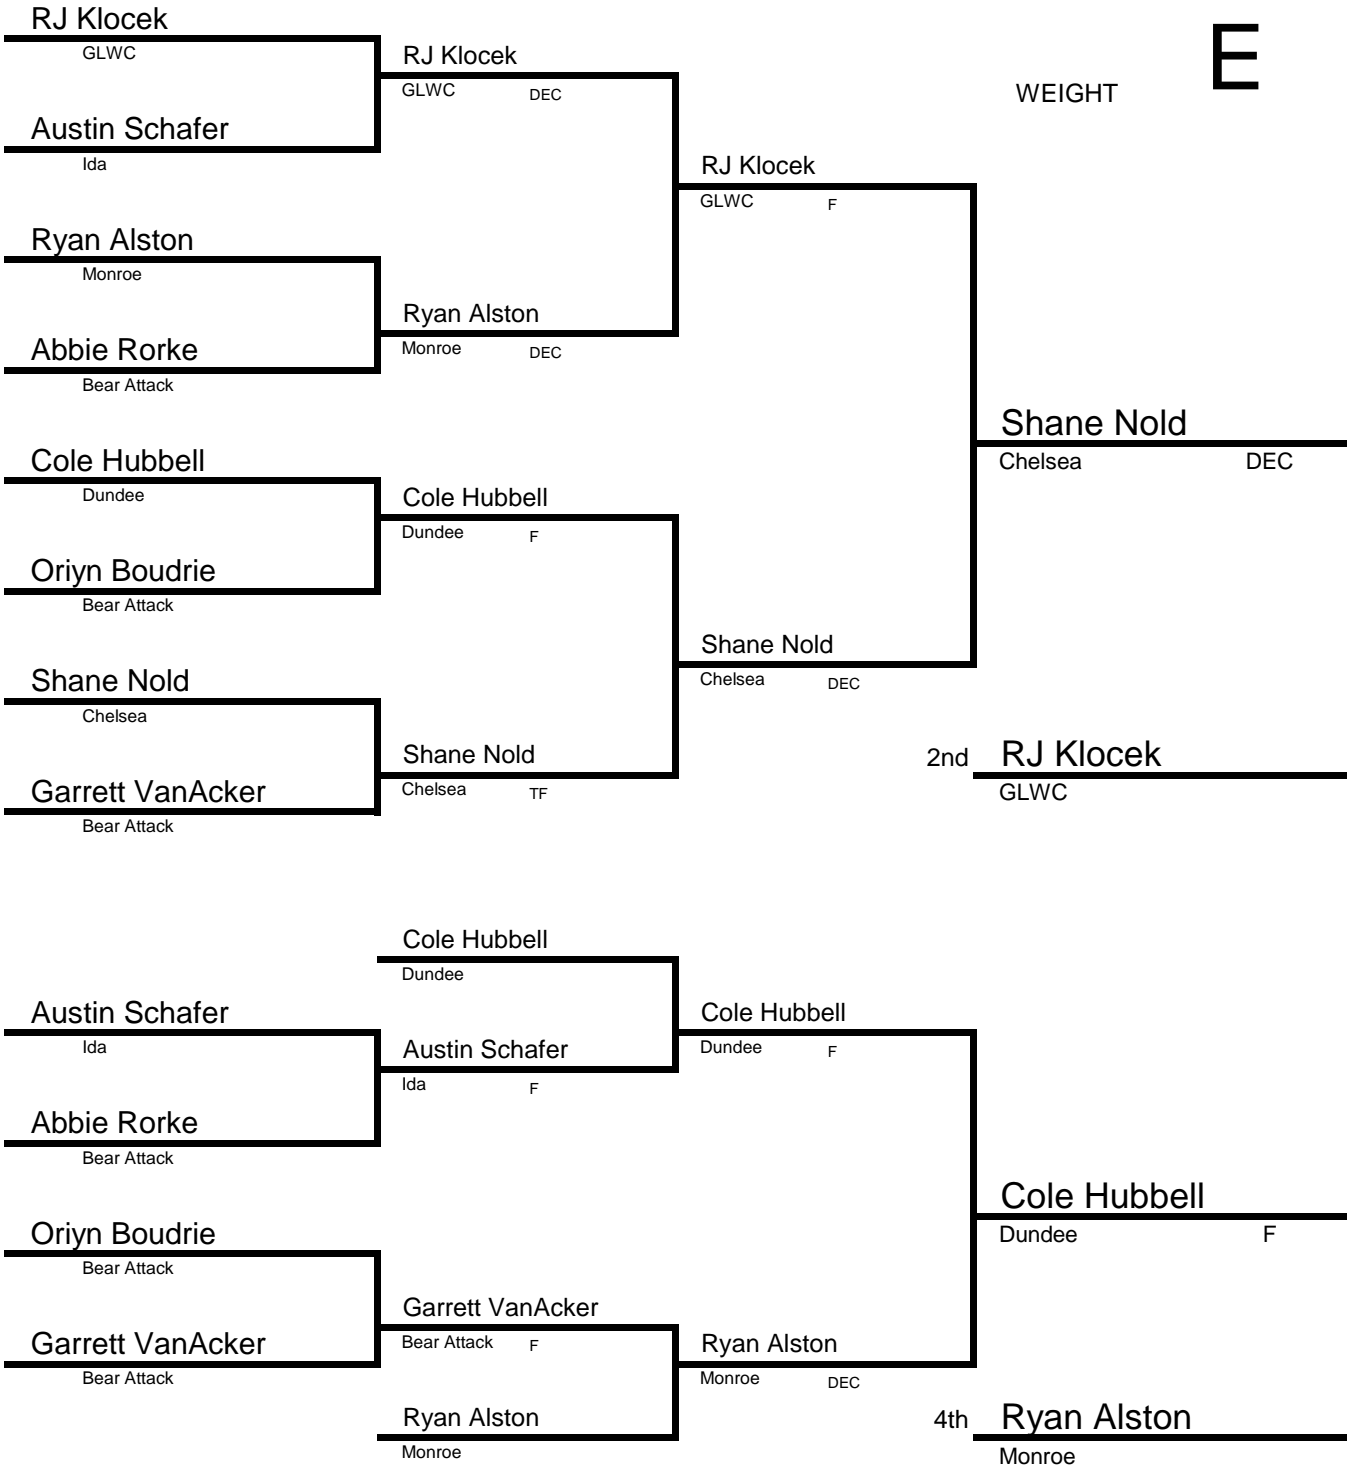 RJ Klocek
GLWC
Austin Schafer
Ida
Ryan Alston
Monroe
Abbie Rorke
Bear Attack
Cole Hubbell
Dundee
Oriyn Boudrie
Bear Attack
Shane Nold
Chelsea
Garrett VanAcker
Bear Attack
RJ Klocek
GLWC DEC
Ryan Alston
Monroe DEC
Cole Hubbell
Dundee F
Shane Nold
Chelsea TF
RJ Klocek
GLWC F
Shane Nold
Chelsea DEC
E
WEIGHT
Shane Nold
Chelsea DEC
2nd RJ Klocek
GLWC
Austin Schafer
Ida
Abbie Rorke
Bear Attack
Oriyn Boudrie
Bear Attack
Garrett VanAcker
Bear Attack
Cole Hubbell
Dundee
Austin Schafer
Ida F
Garrett VanAcker
Bear Attack F
Ryan Alston
Monroe
Cole Hubbell
Dundee F
Ryan Alston
Monroe DEC
Cole Hubbell
Dundee F
4th Ryan Alston
Monroe